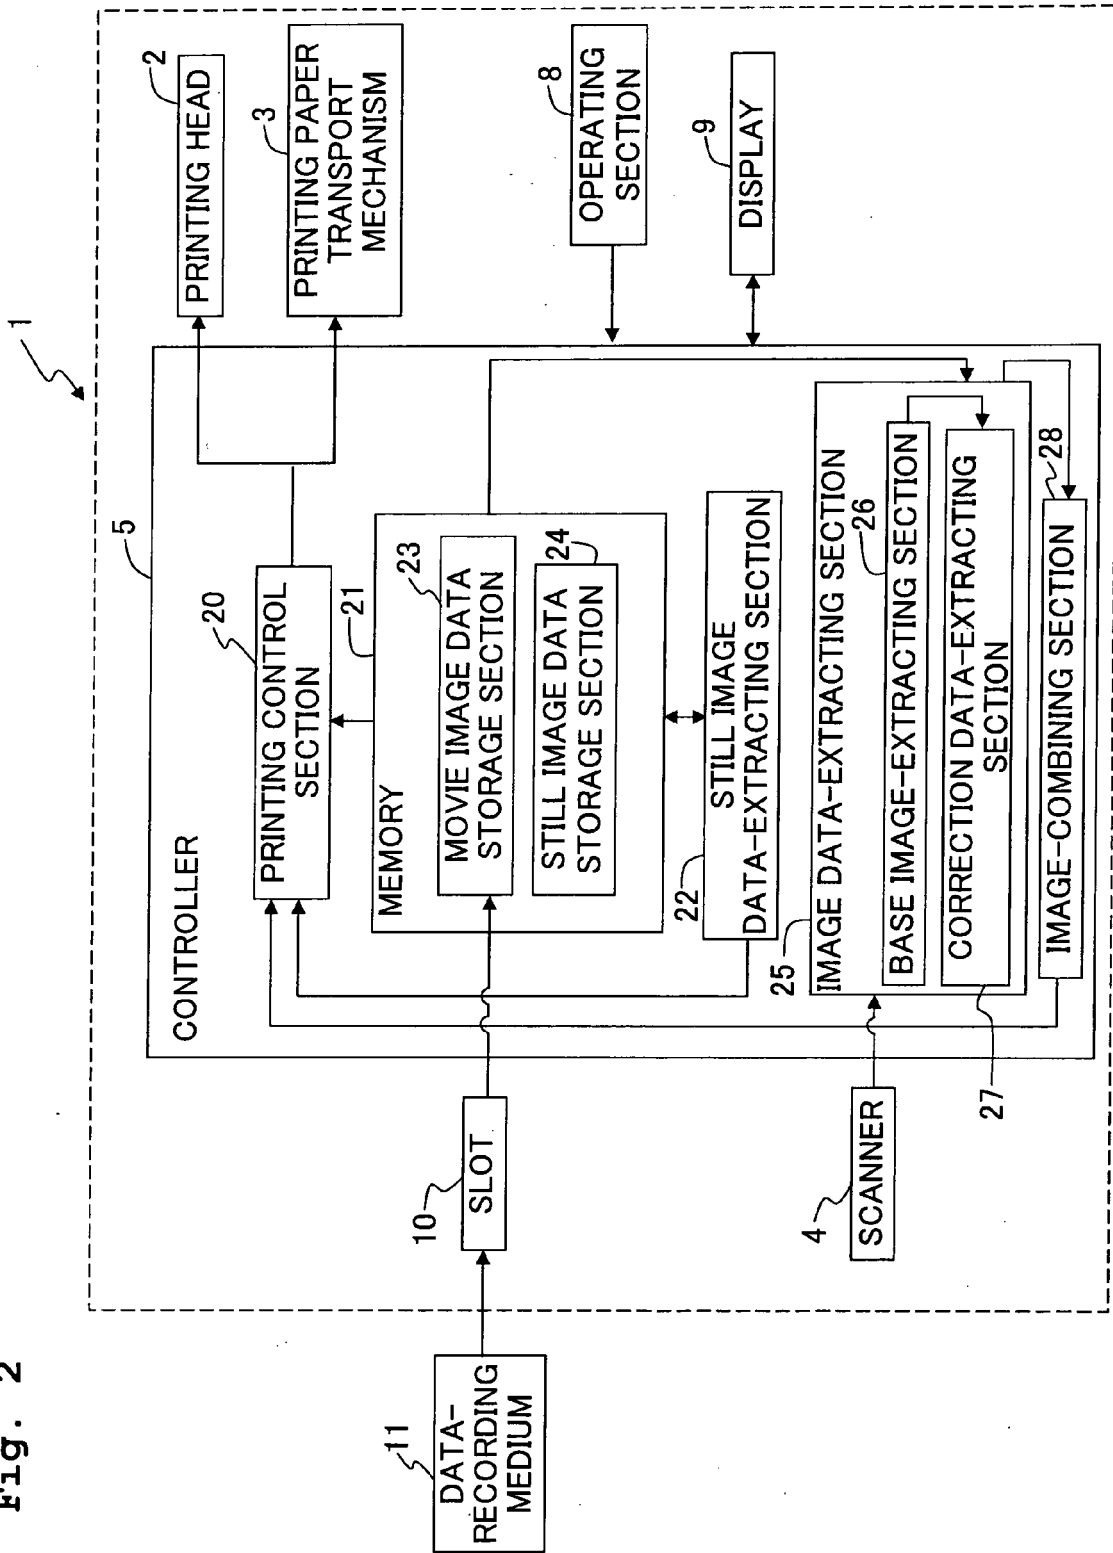 Fig. 2
1
5
CONTROLLER
20
PRINTING CONTROL
SECTION
2
PRINTING HEAD
3
PRINTING PAPER
TRANSPORT
MECHANISM
21
MEMORY
23
MOVIE IMAGE DATA
STORAGE SECTION
24
STILL IMAGE DATA
STORAGE SECTION
8
OPERATING
SECTION
11
DATA-
RECORDING
MEDIUM
10
SLOT
22
STILL IMAGE
DATA-EXTRACTING SECTION
9
DISPLAY
4
SCANNER
25
IMAGE DATA-EXTRACTING SECTION
26
BASE IMAGE-EXTRACTING SECTION
27
CORRECTION DATA-EXTRACTING
SECTION
28
IMAGE-COMBINING SECTION